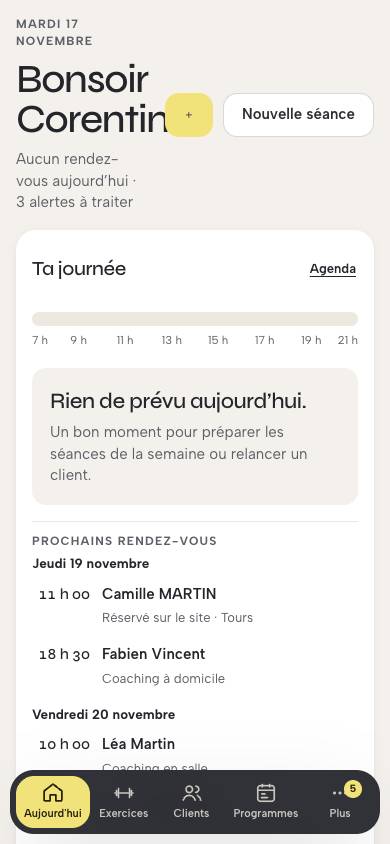 MARDI 17
NOVEMBRE
Bonsoir
Corentin
+
Nouvelle séance
Aucun rendez-
vous aujourd'hui ·
3 alertes à traiter
Ta journée
Agenda
7 h 9 h 11 h 13 h 15 h 17 h 19 h 21 h
Rien de prévu aujourd'hui.
Un bon moment pour préparer les
séances de la semaine ou relancer un
client.
PROCHAINS RENDEZ-VOUS
Jeudi 19 novembre
11 h 00 Camille MARTIN
Réservé sur le site · Tours
18 h 30 Fabien Vincent
Coaching à domicile
Vendredi 20 novembre
10 h 00 Léa Martin
Coaching en salle
5
Aujourd'hui Exercices Clients Programmes Plus